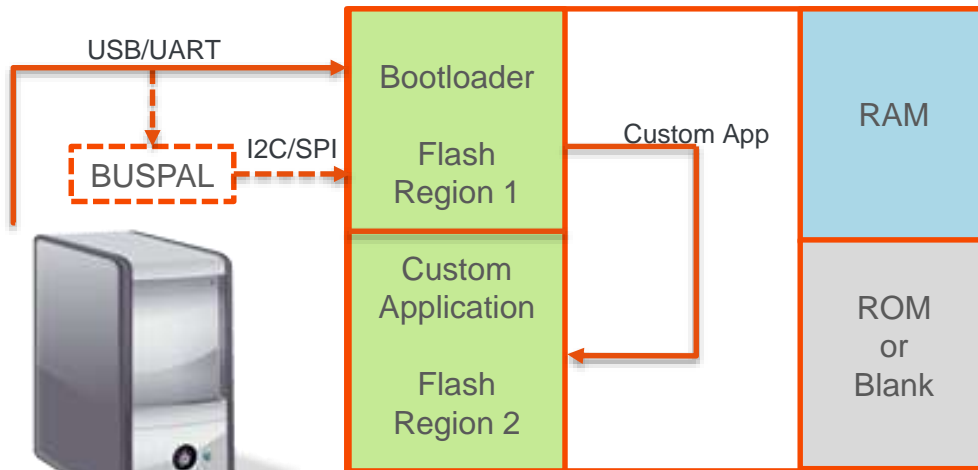 USB/UART
BUSPAL
I2C/SPI
Bootloader
Flash
Region 1
Custom
Application
Flash
Region 2
Custom App
RAM
ROM
or
Blank